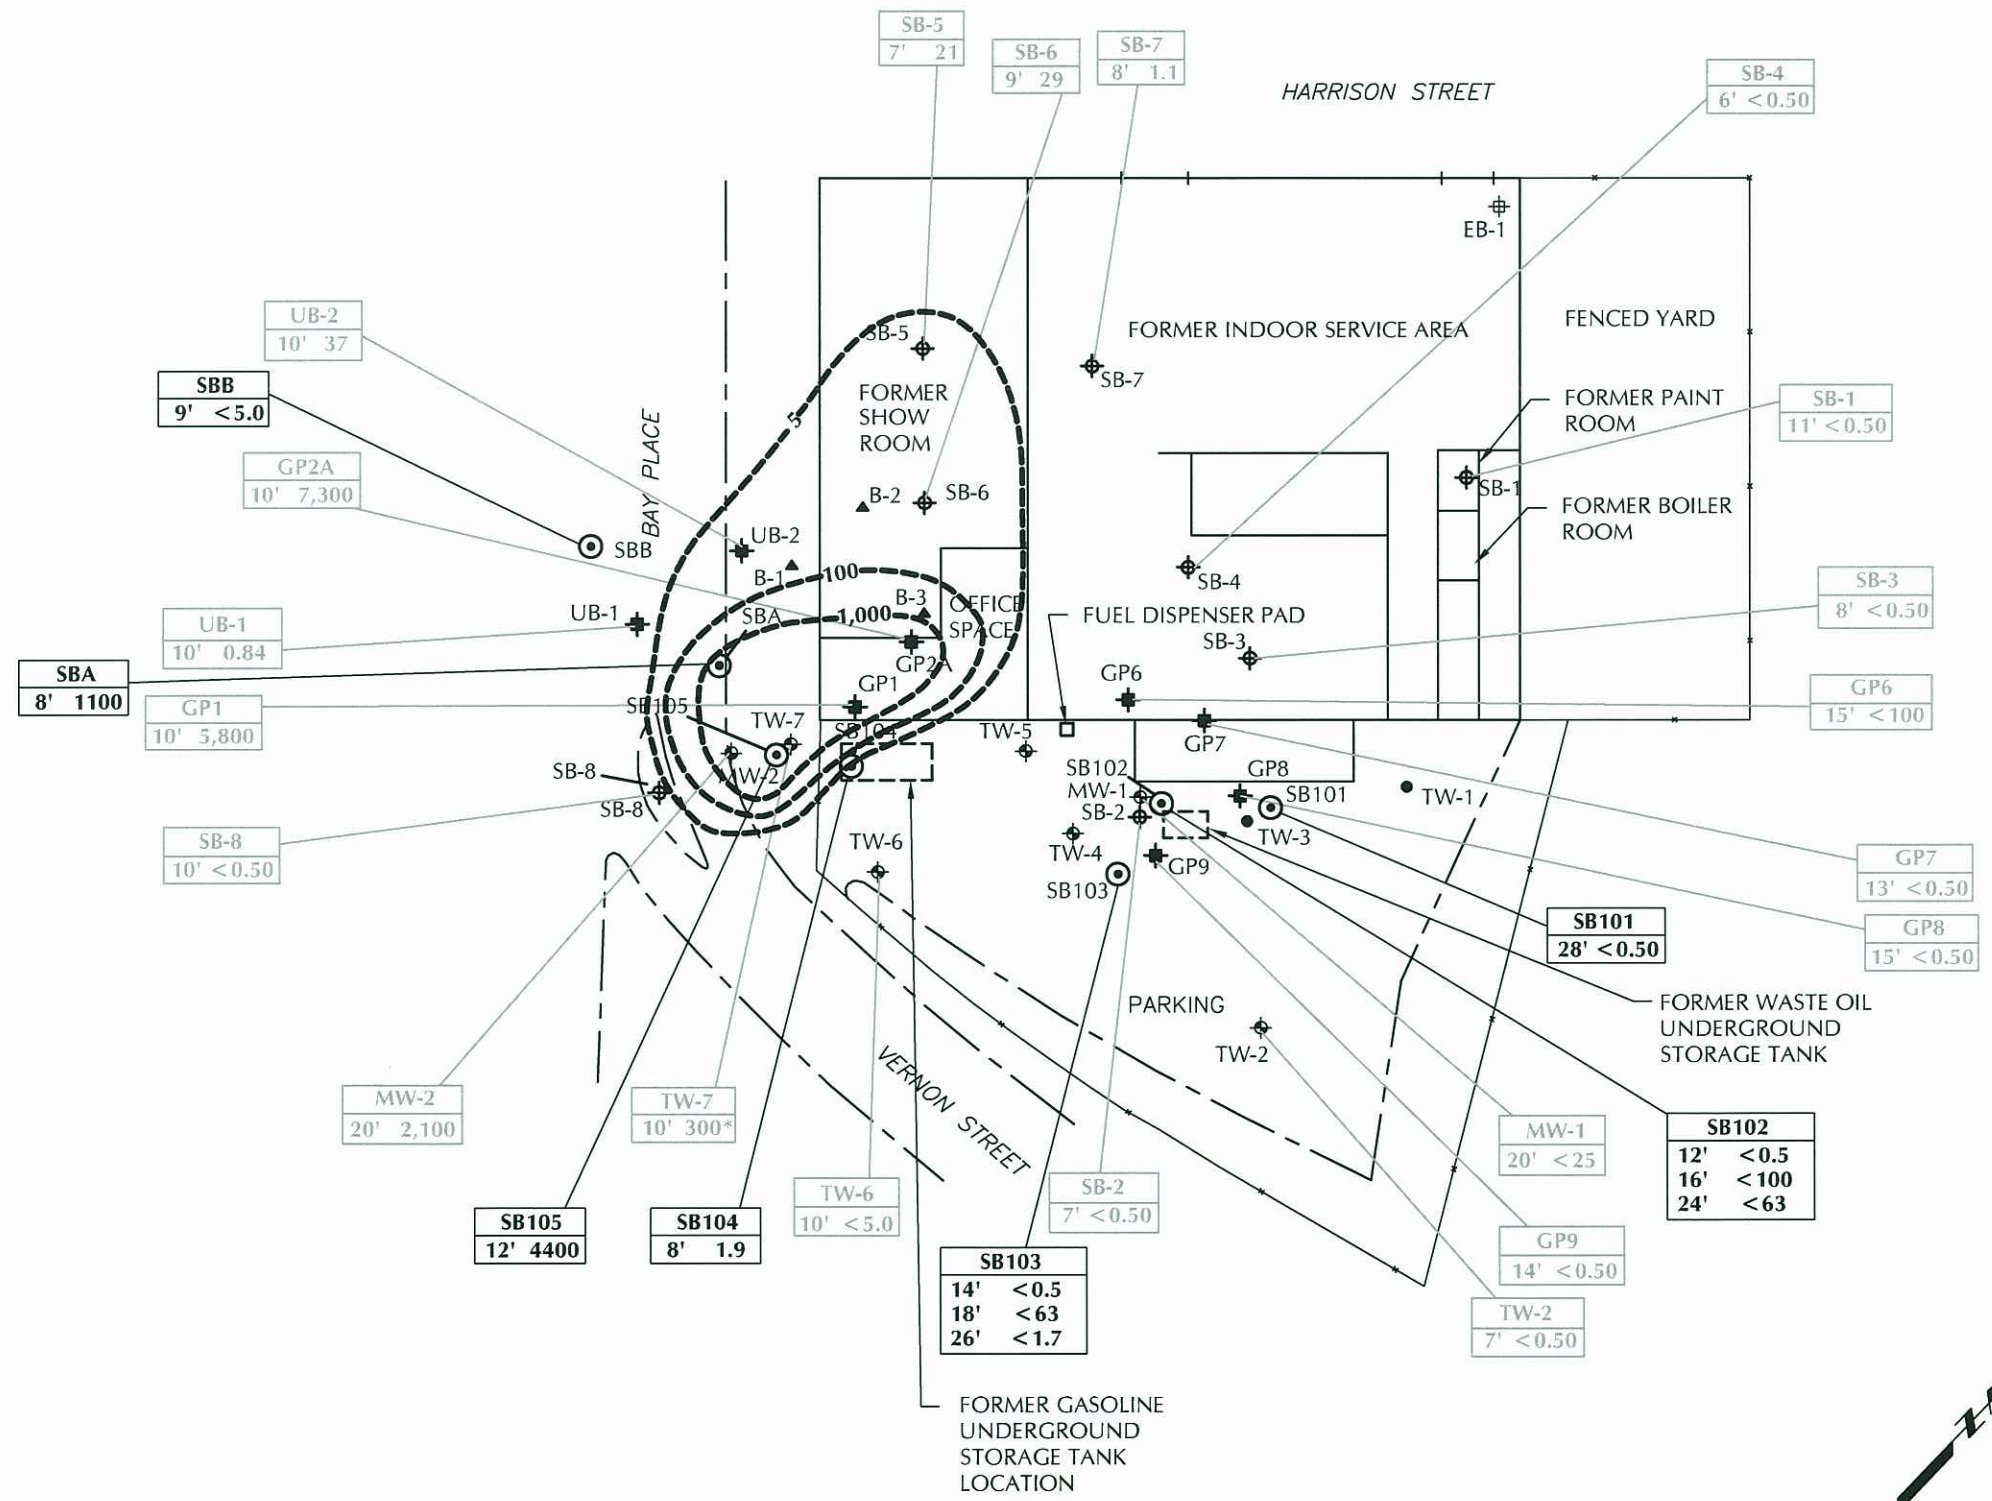 SB-5
7' 21
SB-6
9' 29
SB-7
8' 1.1
HARRISON STREET
SB-4
6' <0.50
EB-1
UB-2
10' 37
SB-5
FORMER INDOOR SERVICE AREA
FENCED YARD
SB-7
SBB
9' <5.0
5
FORMER
SHOW
ROOM
FORMER PAINT
ROOM
SB-1
11' <0.50
BAY PLACE
GP2A
10' 7,300
B-2
SB-6
SB-1
FORMER BOILER
ROOM
SBB
UB-2
B-1
100
SB-4
SB-3
8' <0.50
UB-1
UB-1
10' 0.84
SBA
1,000
B-3
OFFICE
SPACE
FUEL DISPENSER PAD
SB-3
SBA
8' 1100
GP2A
GP1
10' 5,800
GP1
GP6
GP6
15' <100
SB105
TW-7
SB104
TW-5
GP7
MW-2
SB-8
SB-8
SB102
MW-1
SB-2
GP8
SB101
TW-1
TW-3
SB-8
10' <0.50
TW-6
TW-4
GP9
SB103
GP7
13' <0.50
SB101
28' <0.50
GP8
15' <0.50
PARKING
TW-2
FORMER WASTE OIL
UNDERGROUND
STORAGE TANK
VERNON STREET
MW-2
20' 2,100
TW-7
10' 300*
MW-1
20' <25
SB102
12' <0.5
16' <100
24' <63
TW-6
10' <5.0
SB-2
7' <0.50
SB105
12' 4400
SB104
8' 1.9
SB103
14' <0.5
18' <63
26' <1.7
GP9
14' <0.50
TW-2
7' <0.50
FORMER GASOLINE
UNDERGROUND
STORAGE TANK
LOCATION